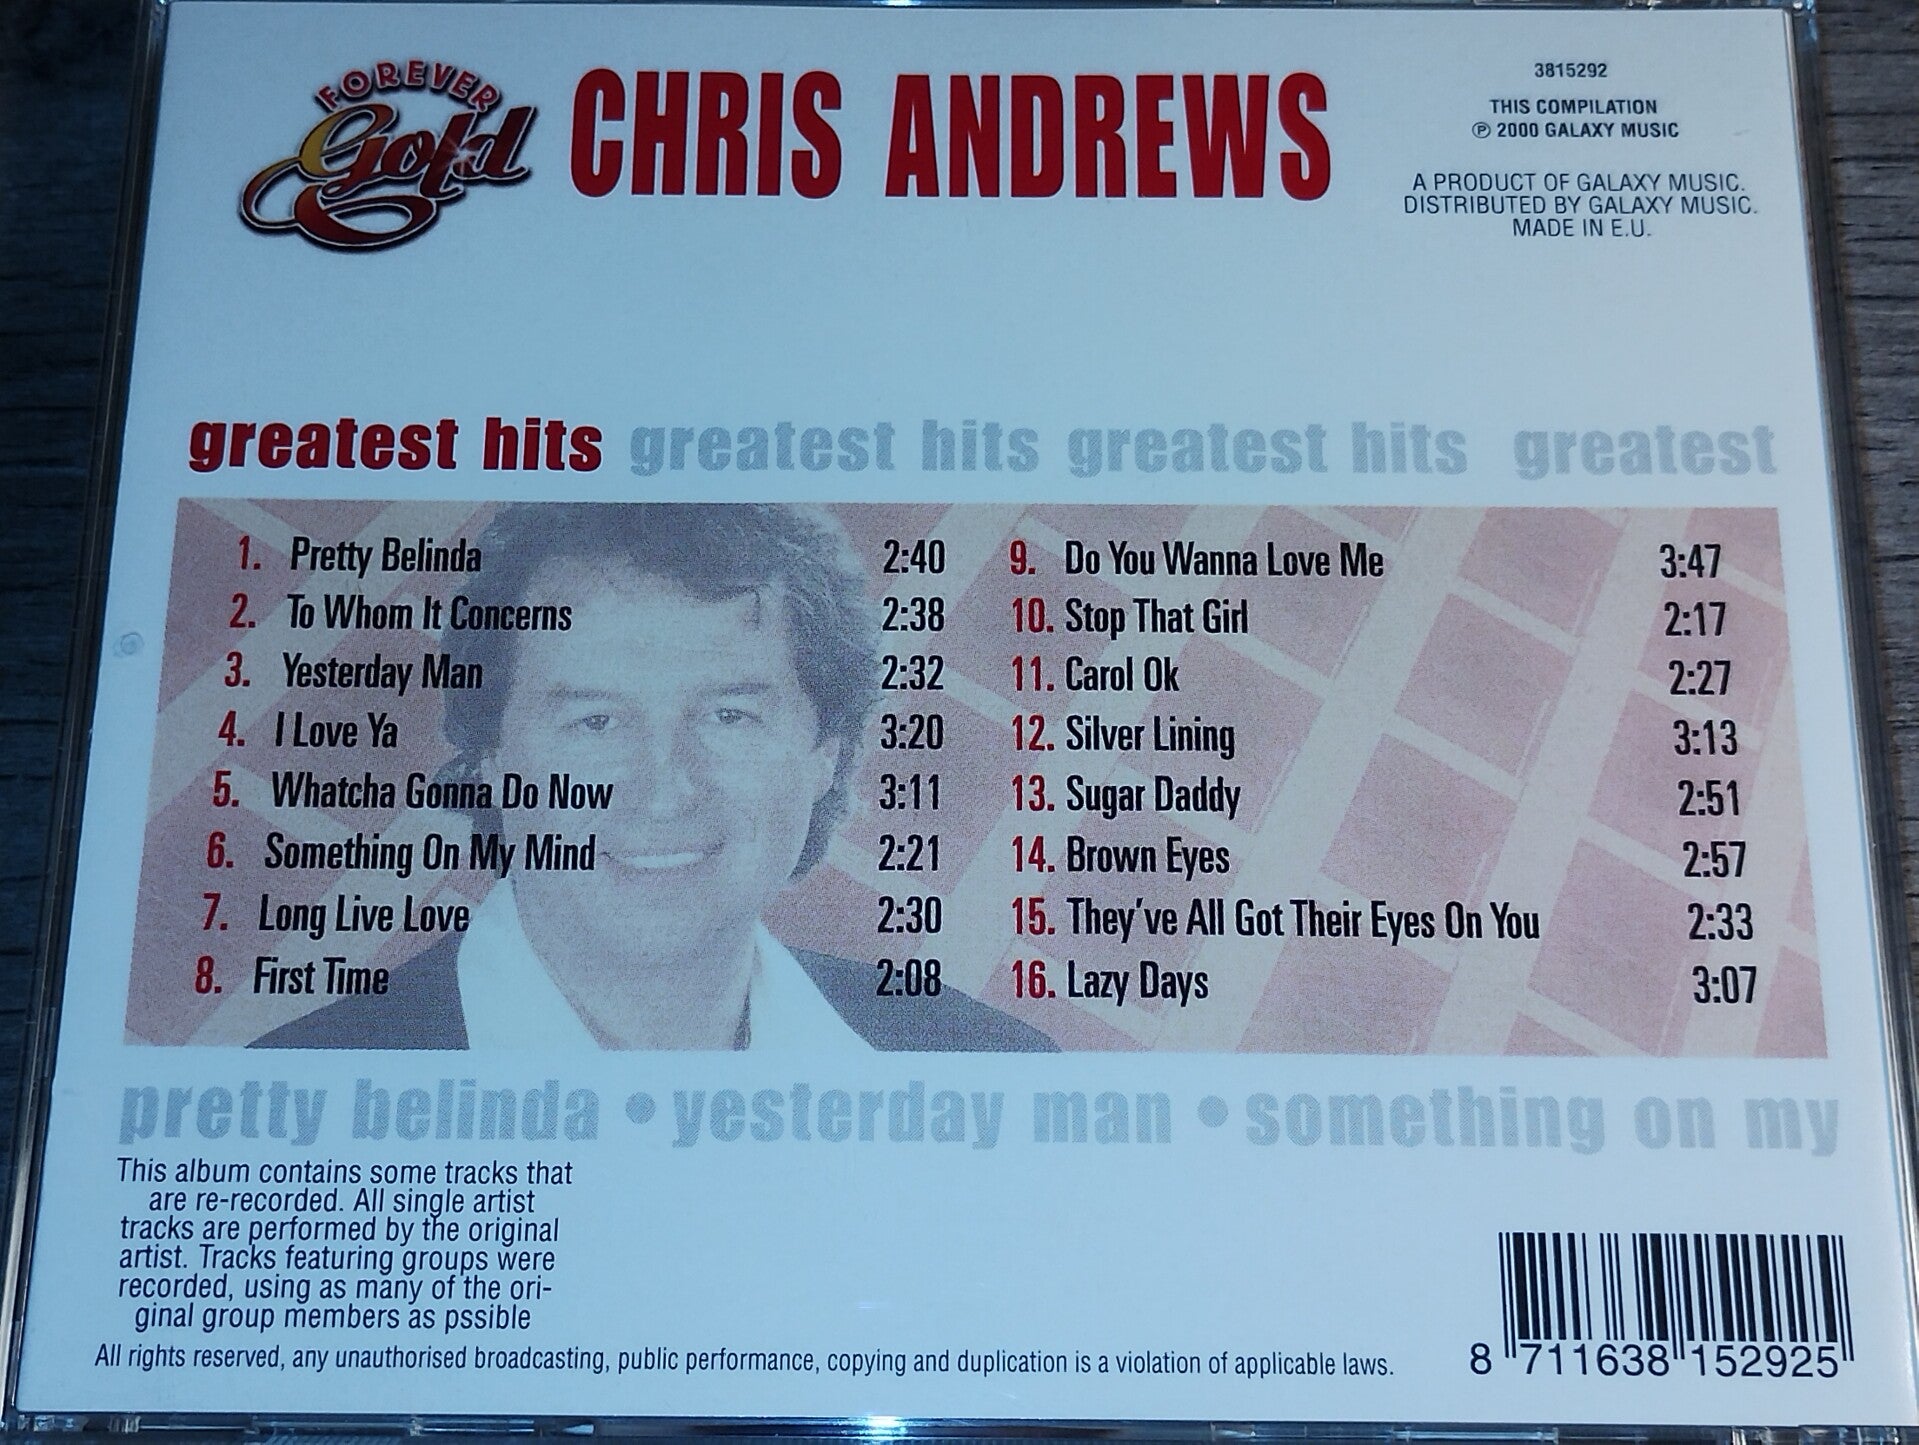 FOREVER
Gold
CHRIS ANDREWS
3815292
THIS COMPILATION
℗ 2000 GALAXY MUSIC
A PRODUCT OF GALAXY MUSIC.
DISTRIBUTED BY GALAXY MUSIC.
MADE IN E.U.
greatest hits greatest hits greatest hits greatest
1. Pretty Belinda 2:40
2. To Whom It Concerns 2:38
3. Yesterday Man 2:32
4. I Love Ya 3:20
5. Whatcha Gonna Do Now 3:11
6. Something On My Mind 2:21
7. Long Live Love 2:30
8. First Time 2:08
9. Do You Wanna Love Me 3:47
10. Stop That Girl 2:17
11. Carol Ok 2:27
12. Silver Lining 3:13
13. Sugar Daddy 2:51
14. Brown Eyes 2:57
15. They've All Got Their Eyes On You 2:33
16. Lazy Days 3:07
pretty belinda • yesterday man • something on my
This album contains some tracks that
are re-recorded. All single artist
tracks are performed by the original
artist. Tracks featuring groups were
recorded, using as many of the ori-
ginal group members as pssible
All rights reserved, any unauthorised broadcasting, public performance, copying and duplication is a violation of applicable laws.
8 711638 152925